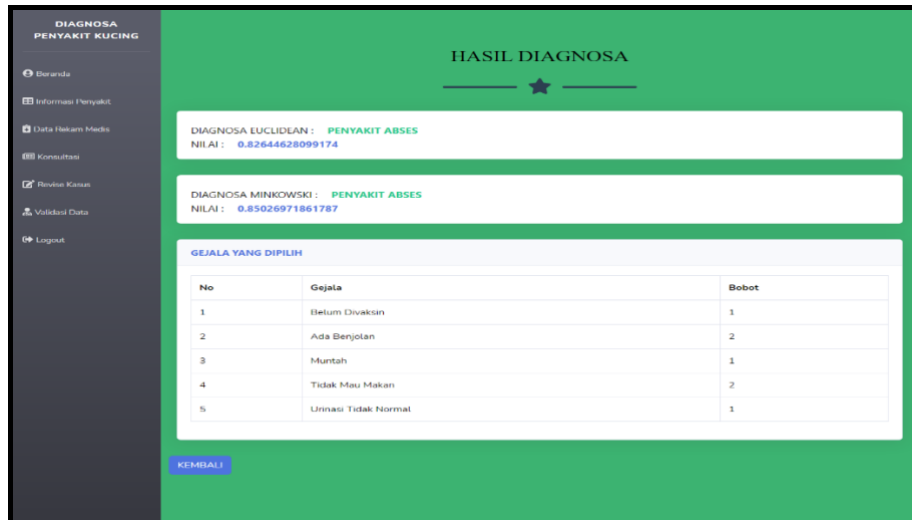 DIAGNOSA
PENYAKIT KUCING
Beranda
Informasi Penyakit
Data Rekam Medis
Konsultasi
Revise Kasus
Validasi Data
Logout
HASIL DIAGNOSA
DIAGNOSA EUCLIDEAN : PENYAKIT ABSES
NILAI : 0.82644628099174
DIAGNOSA MINKOWSKI : PENYAKIT ABSES
NILAI : 0.85026971861787
GEJALA YANG DIPILIH
No Gejala Bobot
1 Belum Divaksin 1
2 Ada Benjolan 2
3 Muntah 1
4 Tidak Mau Makan 2
5 Urinasi Tidak Normal 1
KEMBALI